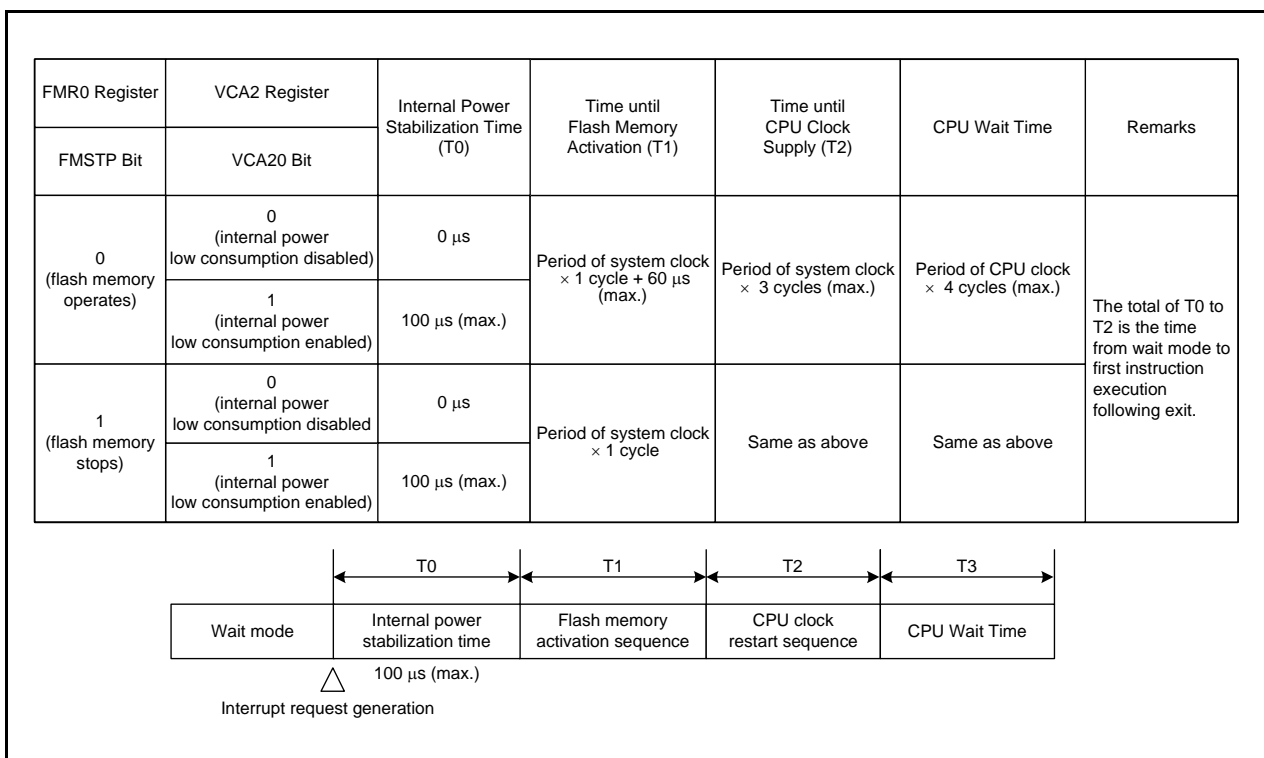 FMR0 Register
VCA2 Register
Internal Power
Stabilization Time
(T0)
Time until
Flash Memory
Activation (T1)
Time until
CPU Clock
Supply (T2)
CPU Wait Time
Remarks
FMSTP Bit
VCA20 Bit
0
(flash memory
operates)
0
(internal power
low consumption disabled)
0 μs
Period of system clock
× 1 cycle + 60 μs
(max.)
Period of system clock
× 3 cycles (max.)
Period of CPU clock
× 4 cycles (max.)
The total of T0 to
T2 is the time
from wait mode to
first instruction
execution
following exit.
1
(internal power
low consumption enabled)
100 μs (max.)
1
(flash memory
stops)
0
(internal power
low consumption disabled
0 μs
Period of system clock
× 1 cycle
Same as above
Same as above
1
(internal power
low consumption enabled)
100 μs (max.)
T0
T1
T2
T3
Wait mode
Internal power
stabilization time
Flash memory
activation sequence
CPU clock
restart sequence
CPU Wait Time
100 μs (max.)
Interrupt request generation